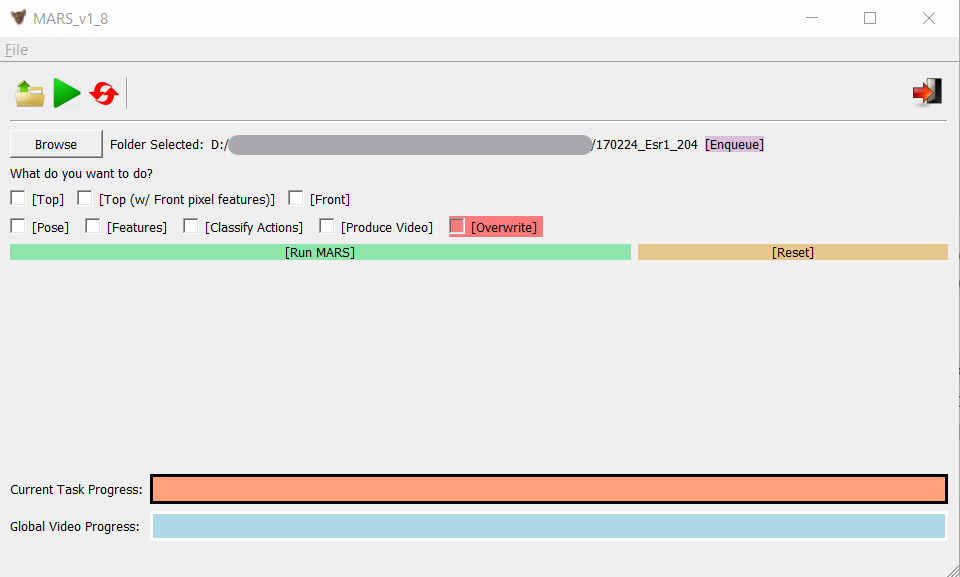 MARS_v1_8
File
Browse Folder Selected: D:/ /170224_Esr1_204 [Enqueue]
What do you want to do?
[Top] [Top (w/ Front pixel features)] [Front]
[Pose] [Features] [Classify Actions] [Produce Video] [Overwrite]
[Run MARS] [Reset]
Current Task Progress:
Global Video Progress: